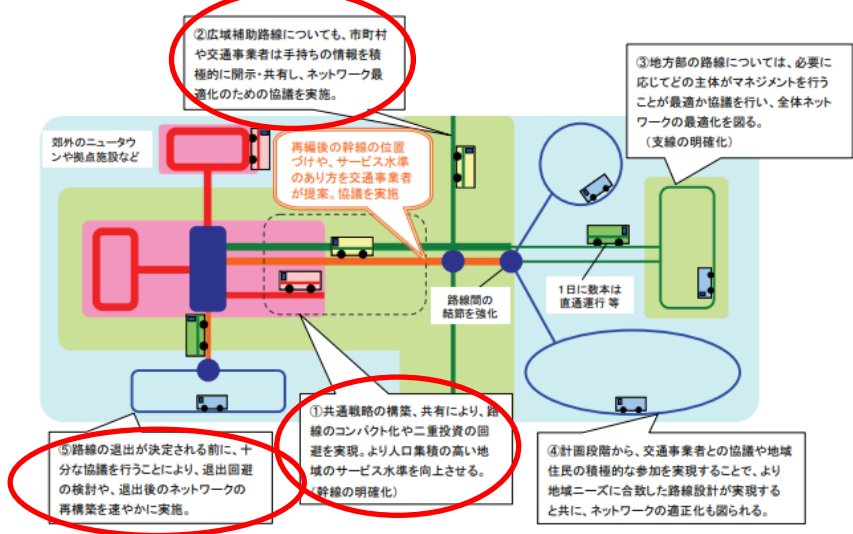 ②広域補助路線についても、市町村
や交通事業者は手持ちの情報を積
極的に開示・共有し、ネットワーク最
適化のための協議を実施。
③地方部の路線については、必要に
応じてどの主体がマネジメントを行う
ことが最適か協議を行い、全体ネット
ワークの最適化を図る。
（支線の明確化）
郊外のニュータウ
ンや拠点施設など
再編後の幹線の位置
づけや、サービス水準
のあり方を交通事業者
が提案。協議を実施
路線間の
結節を強化
1日に数本は
直通運行 等
①共通戦略の構築、共有により、路
線のコンパクト化や二重投資の回
避を実現。より人口集積の高い地
域のサービス水準を向上させる。
（幹線の明確化）
⑤路線の退出が決定される前に、十
分な協議を行うことにより、退出回避
の検討や、退出後のネットワークの
再構築を速やかに実施。
④計画段階から、交通事業者との協議や地域
住民の積極的な参加を実現することで、より
地域ニーズに合致した路線設計が実現する
と共に、ネットワークの適正化も図られる。